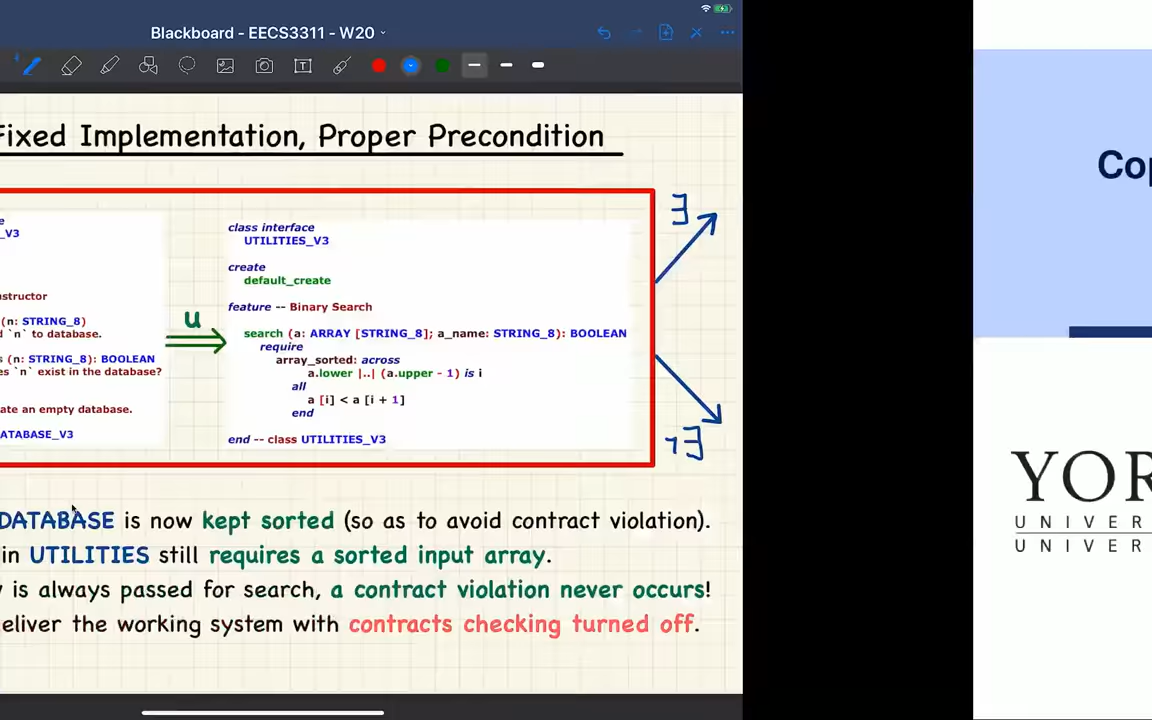 Blackboard - EECS3311 - W20
Fixed Implementation, Proper Precondition
e
_V3
nstructor
(n: STRING_8)
d `n` to database.
s (n: STRING_8): BOOLEAN
es `n` exist in the database?
ate an empty database.
ATABASE_V3
u
class interface
UTILITIES_V3
create
default_create
feature -- Binary Search
search (a: ARRAY [STRING_8]; a_name: STRING_8): BOOLEAN
require
array_sorted: across
a.lower |..| (a.upper - 1) is i
all
a [i] < a [i + 1]
end
end -- class UTILITIES_V3
∃
¬∃
DATABASE is now kept sorted (so as to avoid contract violation).
in UTILITIES still requires a sorted input array.
y is always passed for search, a contract violation never occurs!
eliver the working system with contracts checking turned off.
Cop
YOR
UNIVER
UNIVER